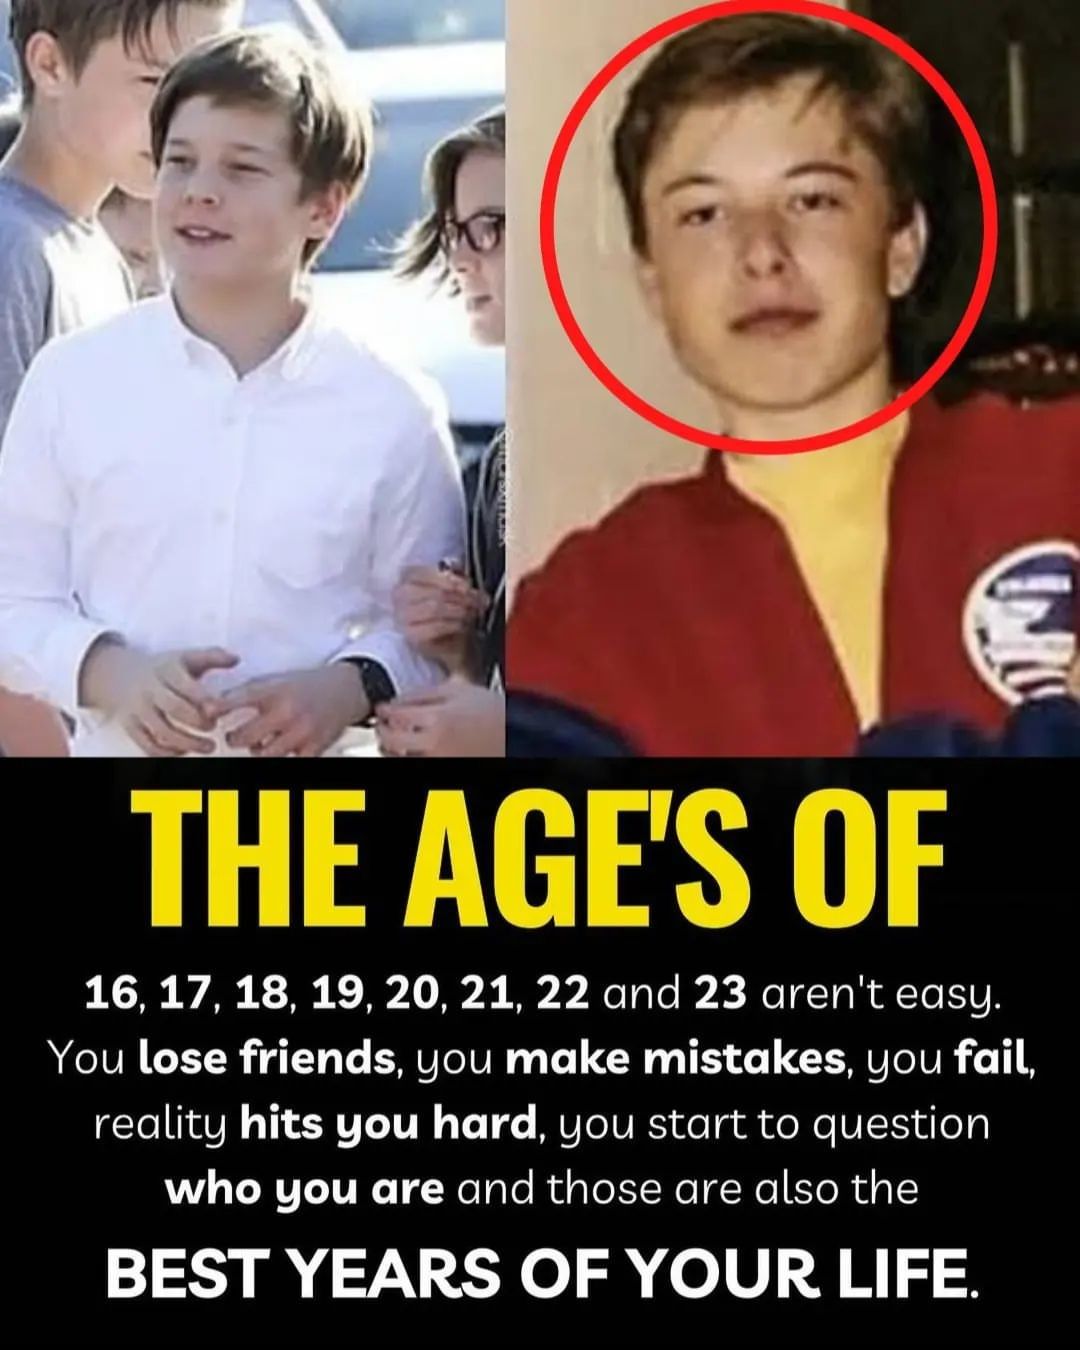 THE AGE'S OF
16, 17, 18, 19, 20, 21, 22 and 23 aren't easy.
You lose friends, you make mistakes, you fail,
reality hits you hard, you start to question
who you are and those are also the
BEST YEARS OF YOUR LIFE.